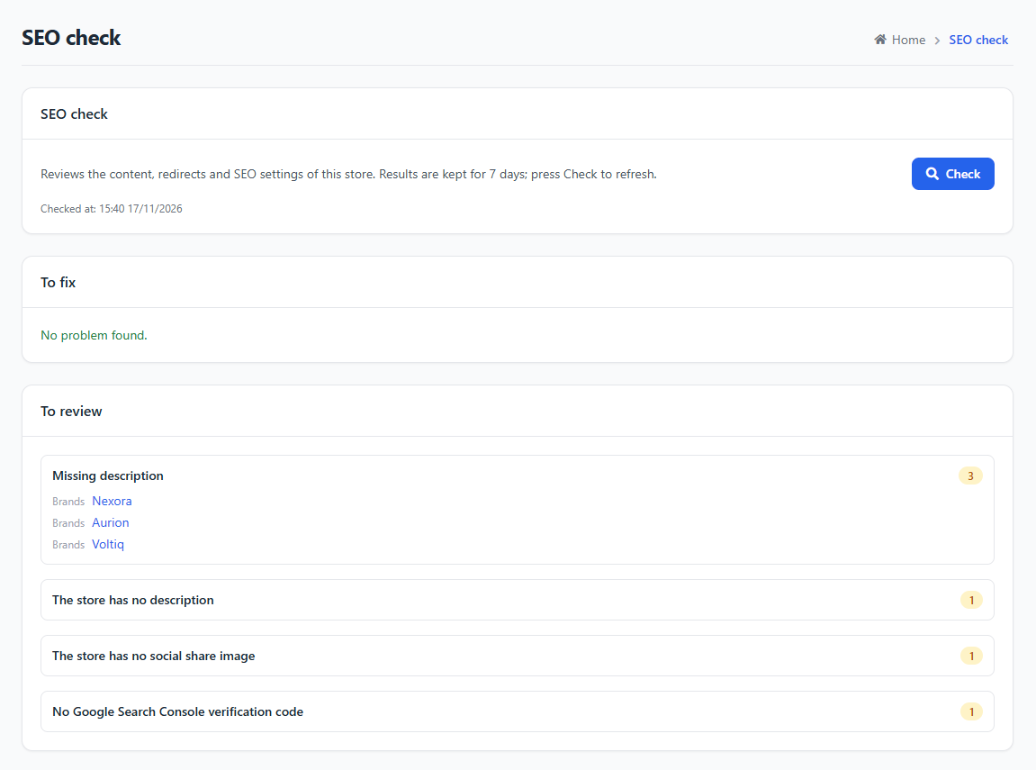 SEO check
Home > SEO check
SEO check
Reviews the content, redirects and SEO settings of this store. Results are kept for 7 days; press Check to refresh.
Check
Checked at: 15:40 17/11/2026
To fix
No problem found.
To review
Missing description 3
Brands Nexora
Brands Aurion
Brands Voltiq
The store has no description 1
The store has no social share image 1
No Google Search Console verification code 1